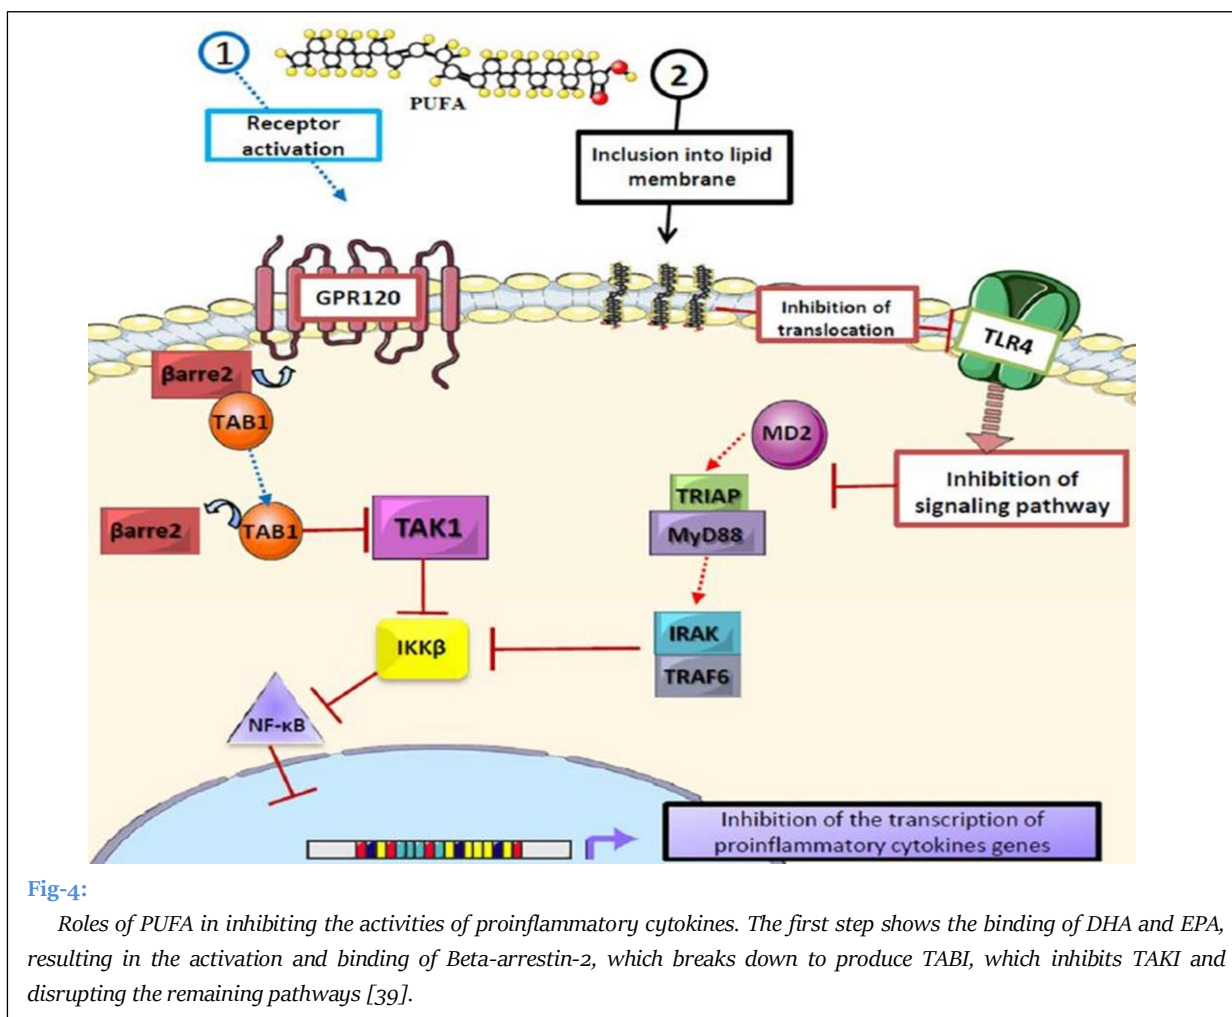 1
PUFA
2
Receptor
activation
Inclusion into lipid
membrane
GPR120
Inhibition of
translocation
TLR4
βarre2
TAB1
MD2
Inhibition of
signaling pathway
TRIAP
MyD88
βarre2
TAB1
TAK1
IRAK
TRAF6
IKKβ
NF-κB
Inhibition of the transcription of
proinflammatory cytokines genes
Fig-4:
Roles of PUFA in inhibiting the activities of proinflammatory cytokines. The first step shows the binding of DHA and EPA,
resulting in the activation and binding of Beta-arrestin-2, which breaks down to produce TABI, which inhibits TAKI and
disrupting the remaining pathways [39].